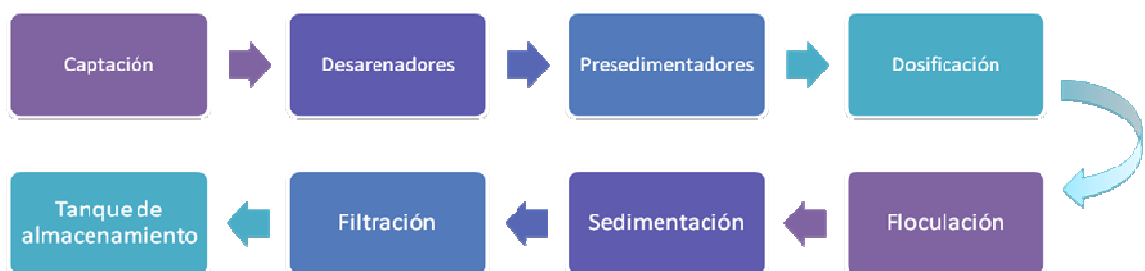 Captación
Desarenadores
Presedimentadores
Dosificación
Floculación
Sedimentación
Filtración
Tanque de
almacenamiento